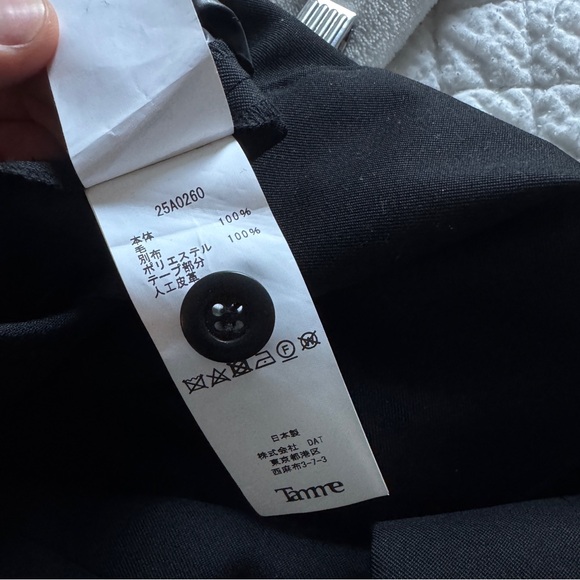 25A0260
本体
毛 100%
別布
ポリエステル 100%
テープ部分
人工皮革
F
W
日本製
株式会社 DAT
東京都港区
西麻布3-7-3
Tamme